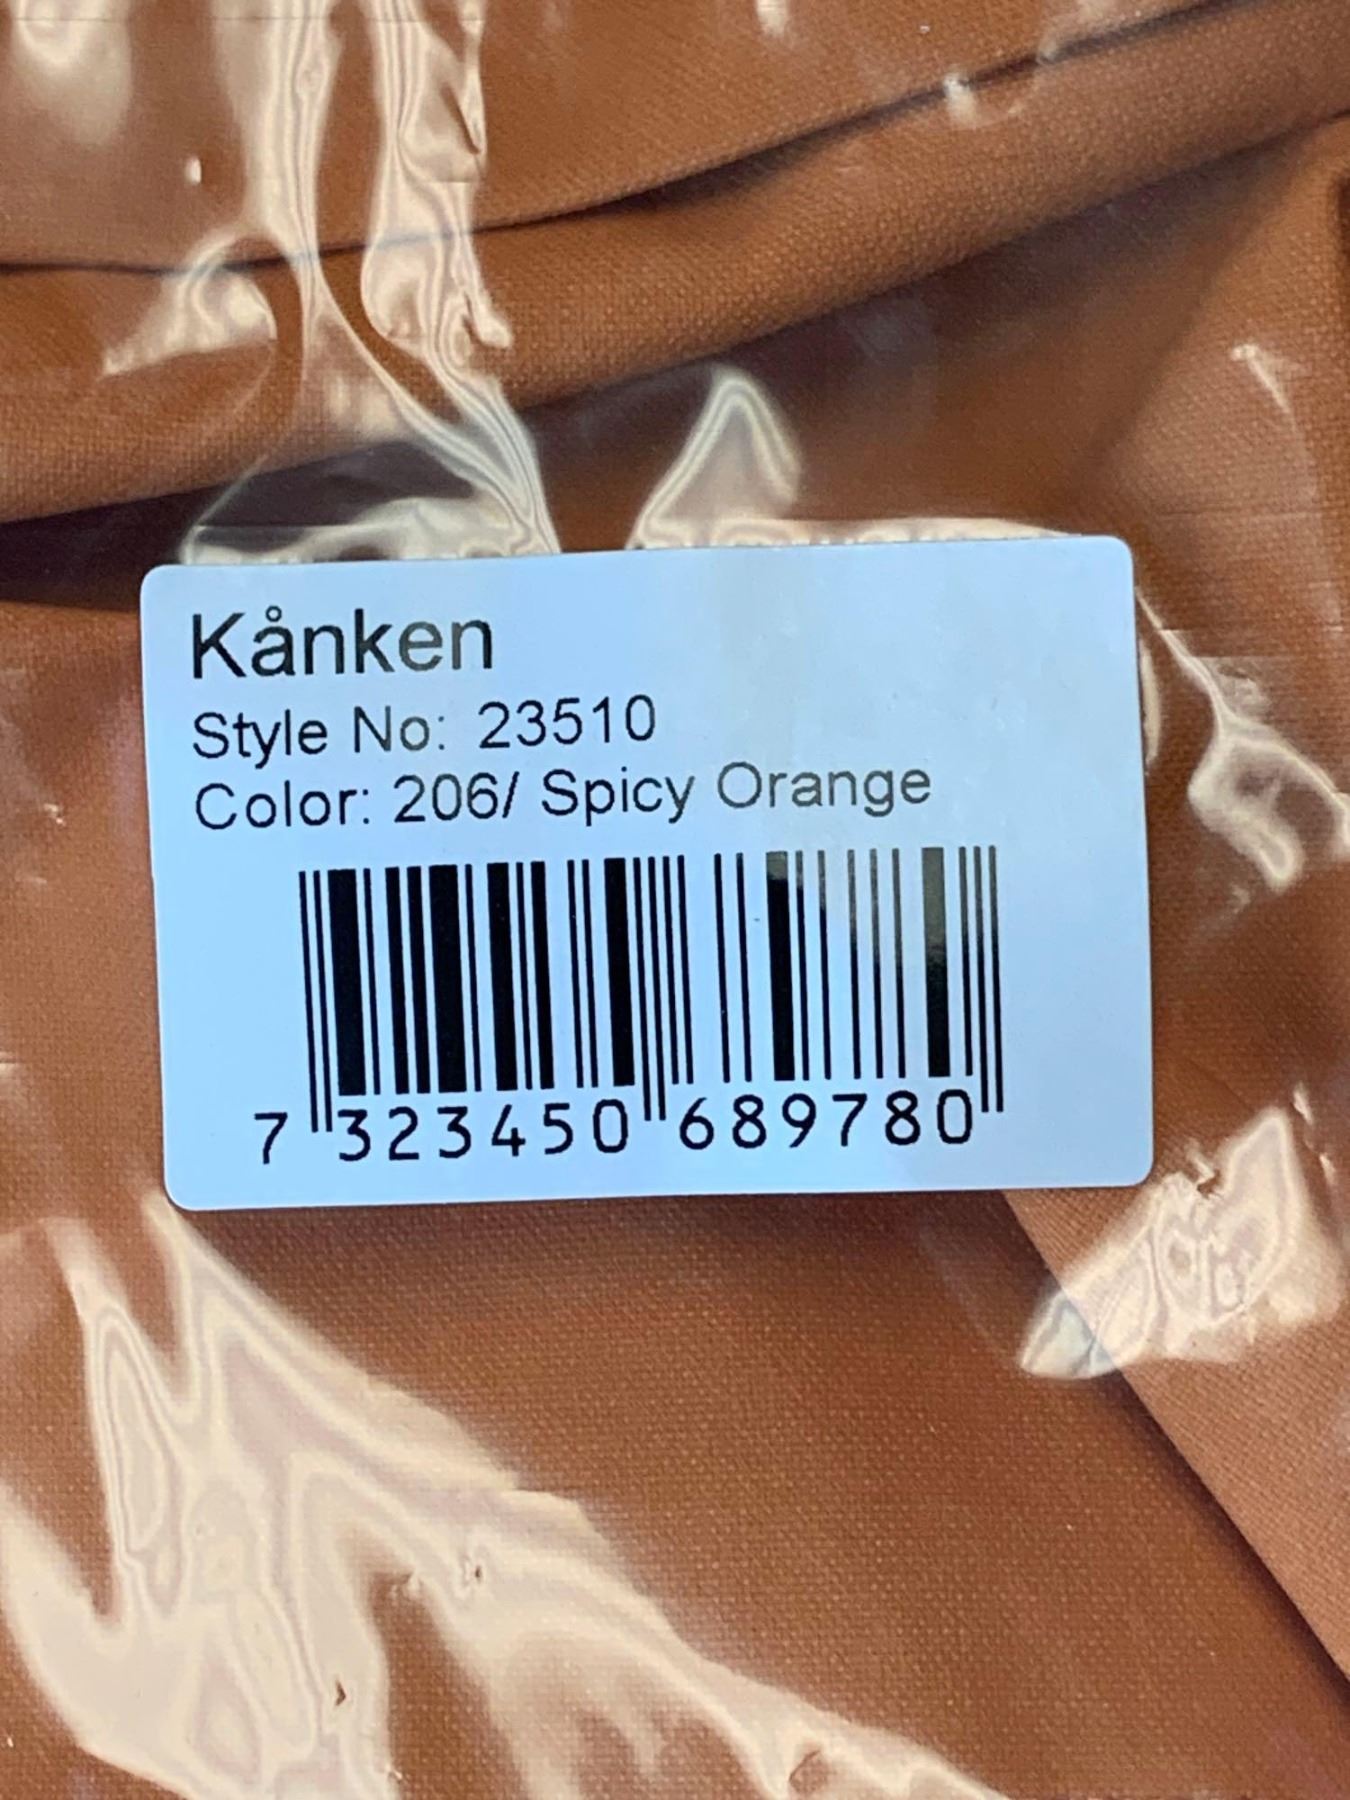 Kånken
Style No: 23510
Color: 206/ Spicy Orange
7 323450 689780